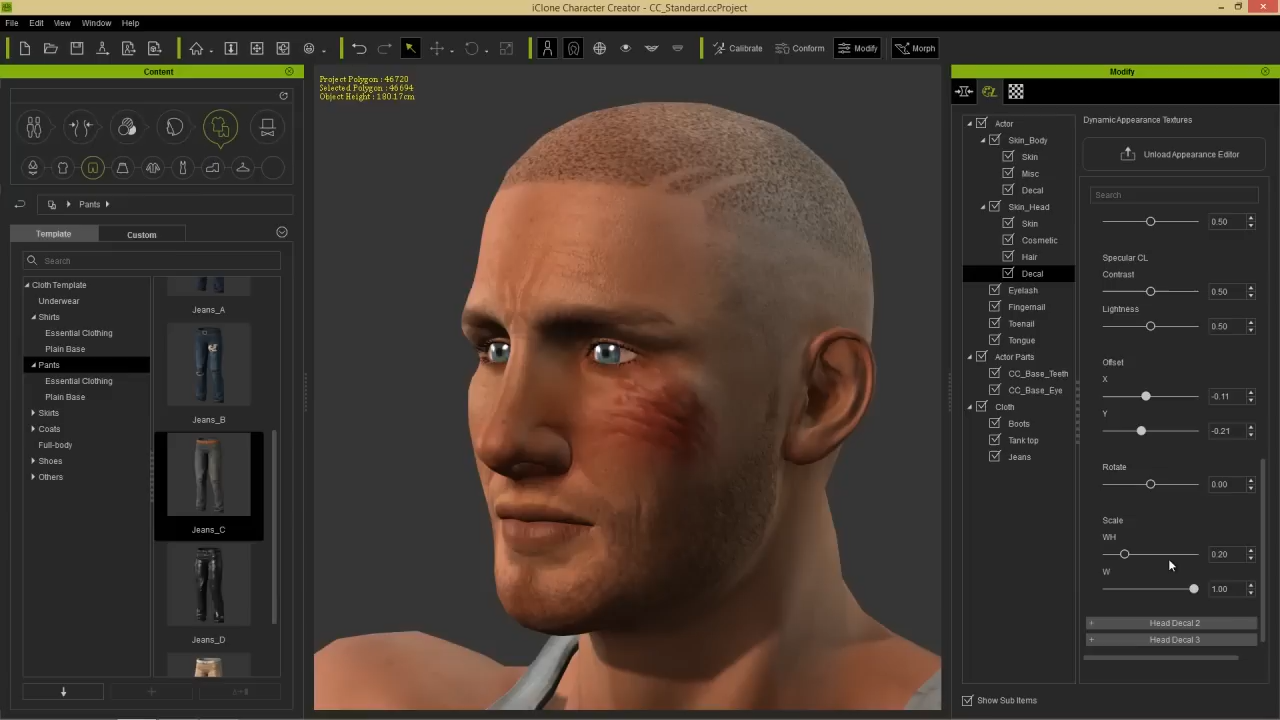 iClone Character Creator - CC_Standard.ccProject
File Edit View Window Help
Calibrate Conform Modify Morph
Content
Pants
Template Custom
Search
Cloth Template
Underwear
Shirts
Essential Clothing
Plain Base
Pants
Essential Clothing
Plain Base
Skirts
Coats
Full-body
Shoes
Others
Jeans_A
Jeans_B
Jeans_C
Jeans_D
Project Polygon : 46720
Selected Polygon : 46694
Object Height : 180.17cm
Modify
Actor
Skin_Body
Skin
Misc
Decal
Skin_Head
Skin
Cosmetic
Hair
Decal
Eyelash
Fingernail
Toenail
Tongue
Actor Parts
CC_Base_Teeth
CC_Base_Eye
Cloth
Boots
Tank top
Jeans
Show Sub Items
Dynamic Appearance Textures
Unload Appearance Editor
Search
0.50
Specular CL
Contrast
0.50
Lightness
0.50
Offset
X
-0.11
Y
-0.21
Rotate
0.00
Scale
WH
0.20
W
1.00
+ Head Decal 2
+ Head Decal 3